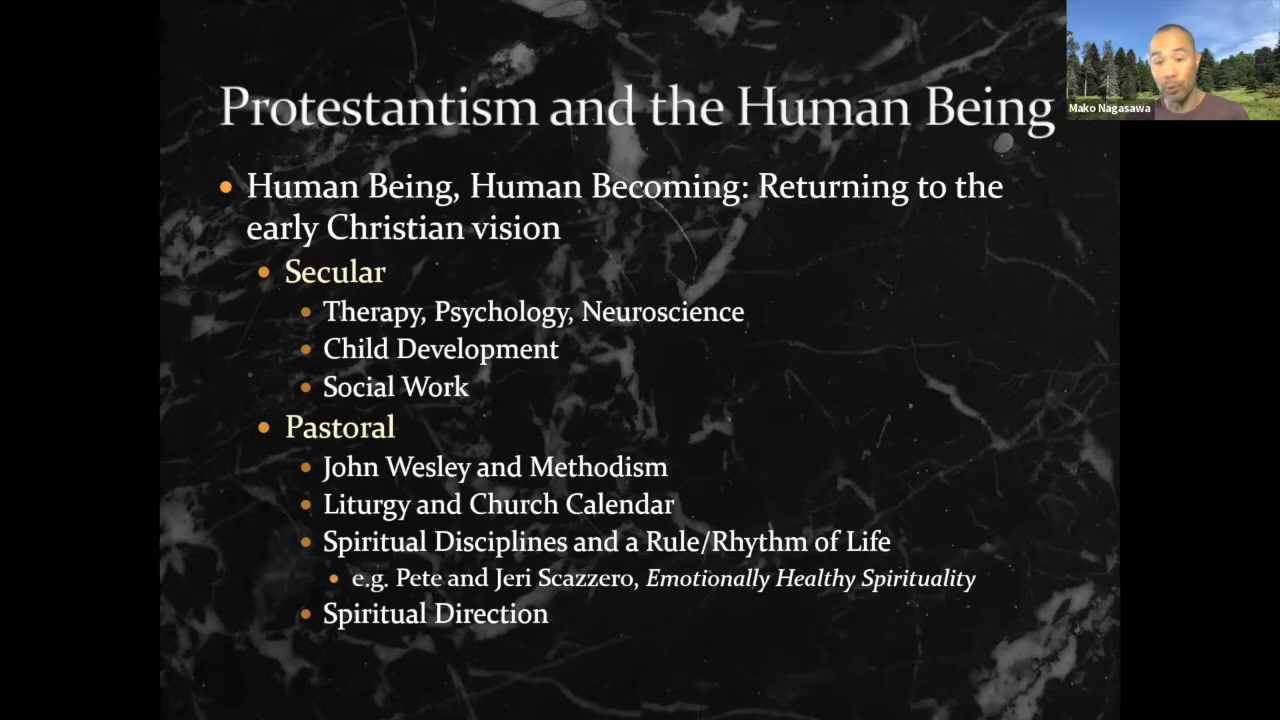 Protestantism and the Human Being
Mako Nagasawa
• Human Being, Human Becoming: Returning to the
early Christian vision
• Secular
• Therapy, Psychology, Neuroscience
• Child Development
• Social Work
• Pastoral
• John Wesley and Methodism
• Liturgy and Church Calendar
• Spiritual Disciplines and a Rule/Rhythm of Life
• e.g. Pete and Jeri Scazzero, Emotionally Healthy Spirituality
• Spiritual Direction